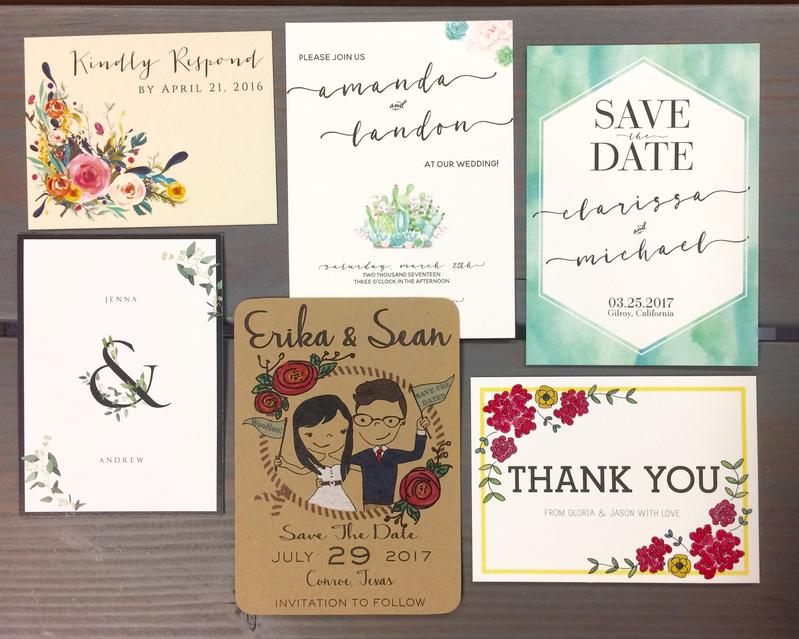 Kindly Respond
BY APRIL 21, 2016
PLEASE JOIN US
amanda
and
landon
AT OUR WEDDING!
saturday, march 25th
TWO THOUSAND SEVENTEEN
THREE O'CLOCK IN THE AFTERNOON
SAVE
the
DATE
clarissa
and
michael
03.25.2017
Gilroy, California
JENNA
&
ANDREW
Erika & Sean
SAVE THE
DATE!
WooHoo!
Save The Date
JULY 29 2017
Conroe, Texas
INVITATION TO FOLLOW
THANK YOU
FROM GLORIA & JASON WITH LOVE